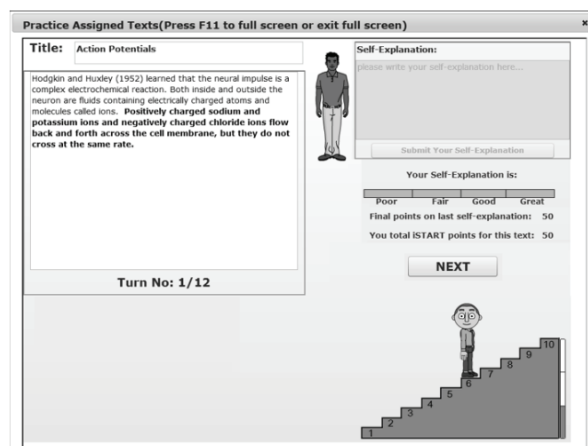 Practice Assigned Texts(Press F11 to full screen or exit full screen)
x
Title:
Action Potentials
Hodgkin and Huxley (1952) learned that the neural impulse is a
complex electrochemical reaction. Both inside and outside the
neuron are fluids containing electrically charged atoms and
molecules called ions. Positively charged sodium and
potassium ions and negatively charged chloride ions flow
back and forth across the cell membrane, but they do not
cross at the same rate.
Turn No: 1/12
Self-Explanation:
please write your self-explanation here...
Submit Your Self-Explanation
Your Self-Explanation is:
Poor Fair Good Great
Final points on last self-explanation: 50
You total iSTART points for this text: 50
NEXT
10
9
8
7
6
5
4
3
2
1